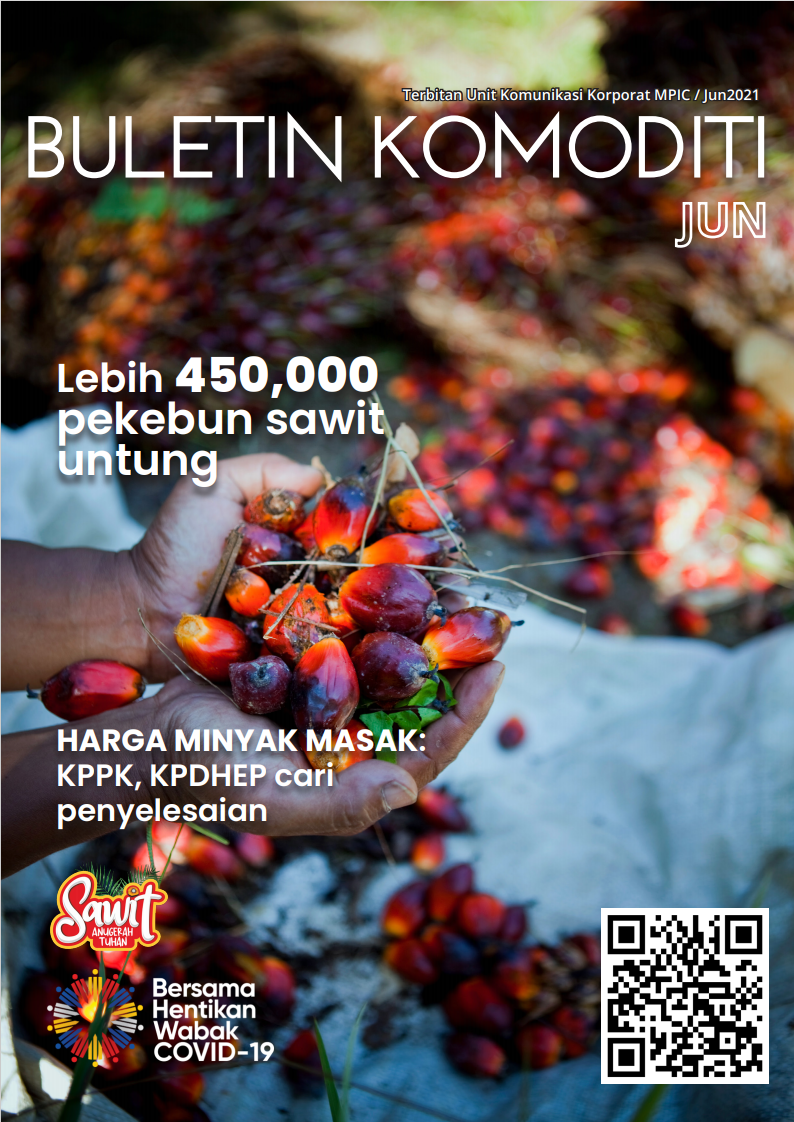 Terbitan Unit Komunikasi Korporat MPIC / Jun2021
BULETIN KOMODITI
JUN
Lebih 450,000
pekebun sawit
untung
HARGA MINYAK MASAK:
KPPK, KPDHEP cari
penyelesaian
Sawit
ANUGERAH
TUHAN
Bersama
Hentikan
Wabak
COVID-19